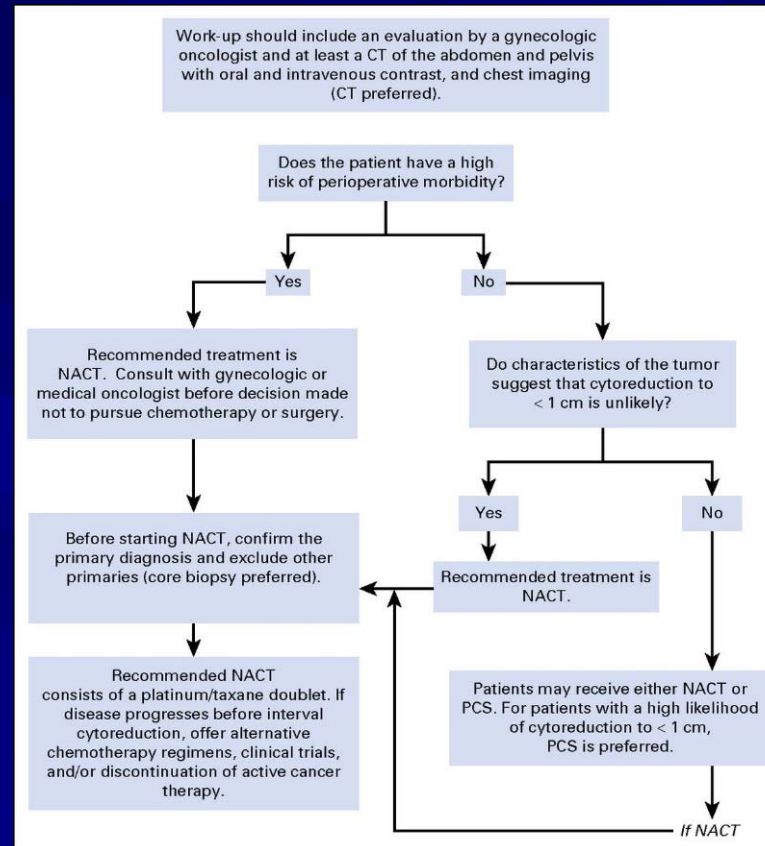 Work-up should include an evaluation by a gynecologic
oncologist and at least a CT of the abdomen and pelvis
with oral and intravenous contrast, and chest imaging
(CT preferred).
Does the patient have a high
risk of perioperative morbidity?
Yes
No
Recommended treatment is
NACT. Consult with gynecologic or
medical oncologist before decision made
not to pursue chemotherapy or surgery.
Do characteristics of the tumor
suggest that cytoreduction to
< 1 cm is unlikely?
Yes
No
Before starting NACT, confirm the
primary diagnosis and exclude other
primaries (core biopsy preferred).
Recommended treatment is
NACT.
Recommended NACT
consists of a platinum/taxane doublet. If
disease progresses before interval
cytoreduction, offer alternative
chemotherapy regimens, clinical trials,
and/or discontinuation of active cancer
therapy.
Patients may receive either NACT or
PCS. For patients with a high likelihood
of cytoreduction to < 1 cm,
PCS is preferred.
If NACT